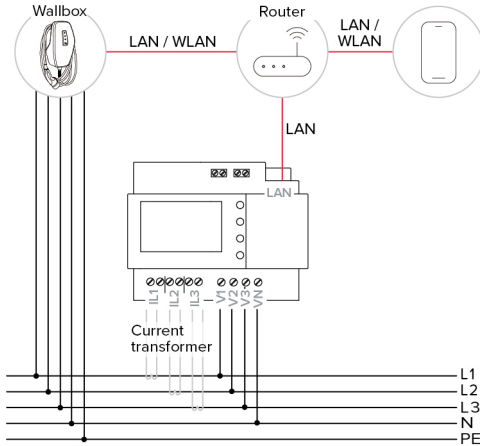 Wallbox
Router
LAN /
WLAN
LAN / WLAN
LAN
LAN
IL1
IL2
IL3
V1
V2
V3
VN
Current
transformer
L1
L2
L3
N
PE